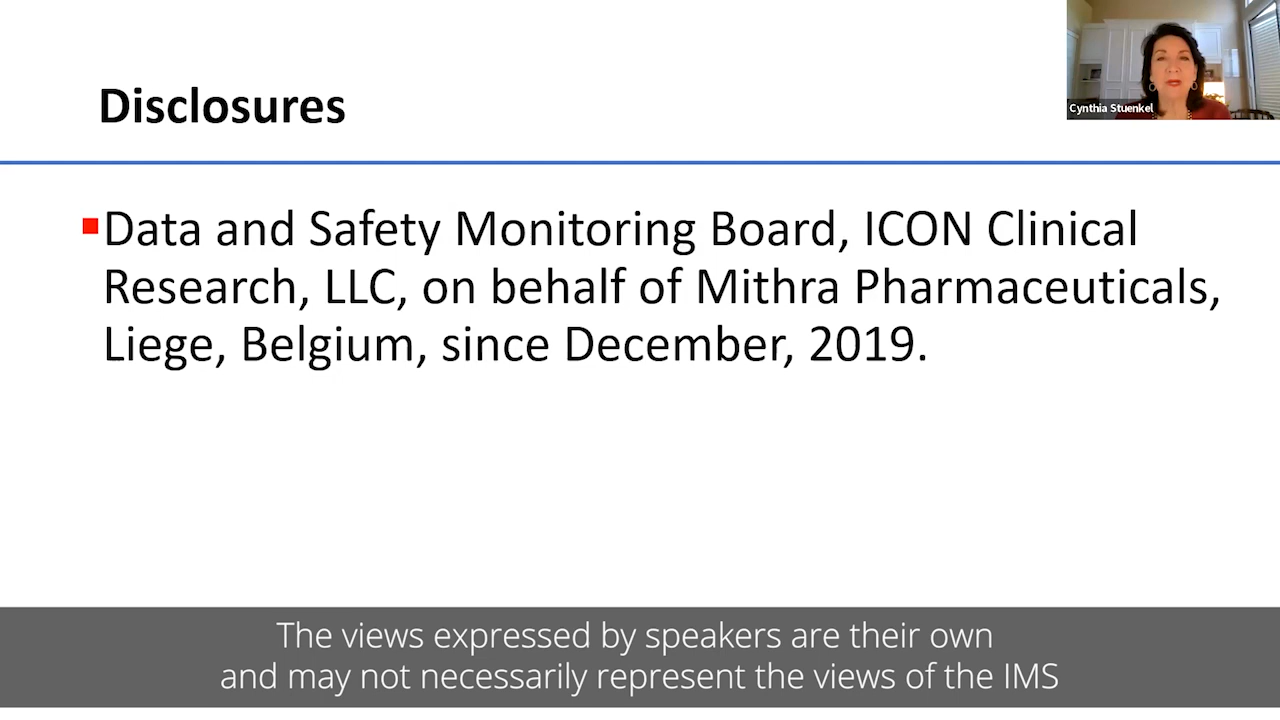 Disclosures
Cynthia Stuenkel
▪Data and Safety Monitoring Board, ICON Clinical
Research, LLC, on behalf of Mithra Pharmaceuticals,
Liege, Belgium, since December, 2019.
The views expressed by speakers are their own
and may not necessarily represent the views of the IMS